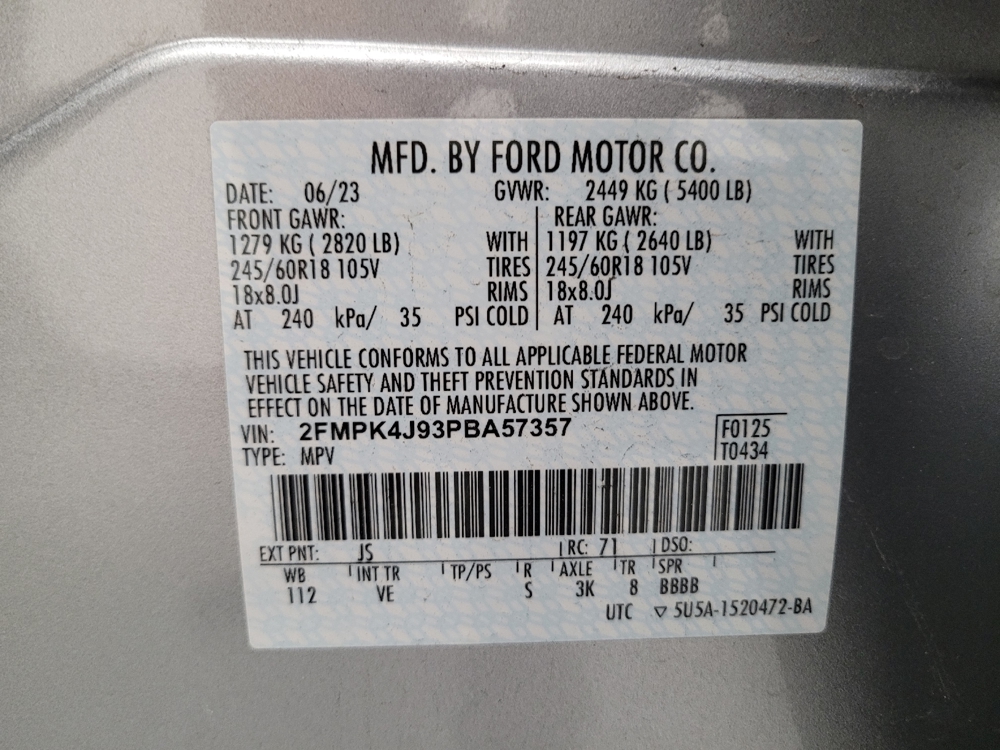 MFD. BY FORD MOTOR CO.
DATE: 06/23 GVWR: 2449 KG ( 5400 LB)
FRONT GAWR: REAR GAWR:
1279 KG ( 2820 LB) WITH 1197 KG ( 2640 LB) WITH
245/60R18 105V TIRES 245/60R18 105V TIRES
18x8.0J RIMS 18x8.0J RIMS
AT 240 kPa/ 35 PSI COLD AT 240 kPa/ 35 PSI COLD
THIS VEHICLE CONFORMS TO ALL APPLICABLE FEDERAL MOTOR
VEHICLE SAFETY AND THEFT PREVENTION STANDARDS IN
EFFECT ON THE DATE OF MANUFACTURE SHOWN ABOVE.
VIN: 2FMPK4J93PBA57357 F0125
TYPE: MPV T0434
EXT PNT: JS RC: 71 DSO:
WB INT TR TP/PS R AXLE TR SPR
112 VE S 3K 8 BBBB
UTC ▽ 5U5A-1520472-BA